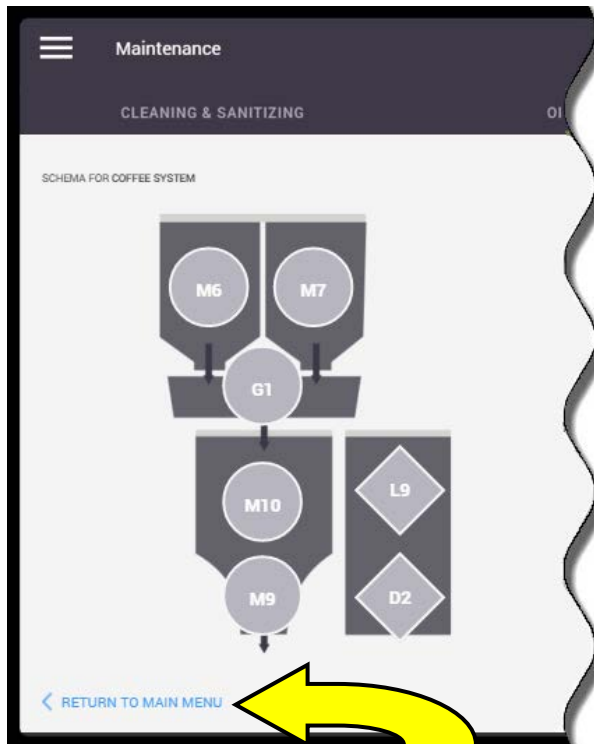 Maintenance
CLEANING & SANITIZING
SCHEMA FOR COFFEE SYSTEM
M6 M7
G1
M10 L9
M9 D2
RETURN TO MAIN MENU